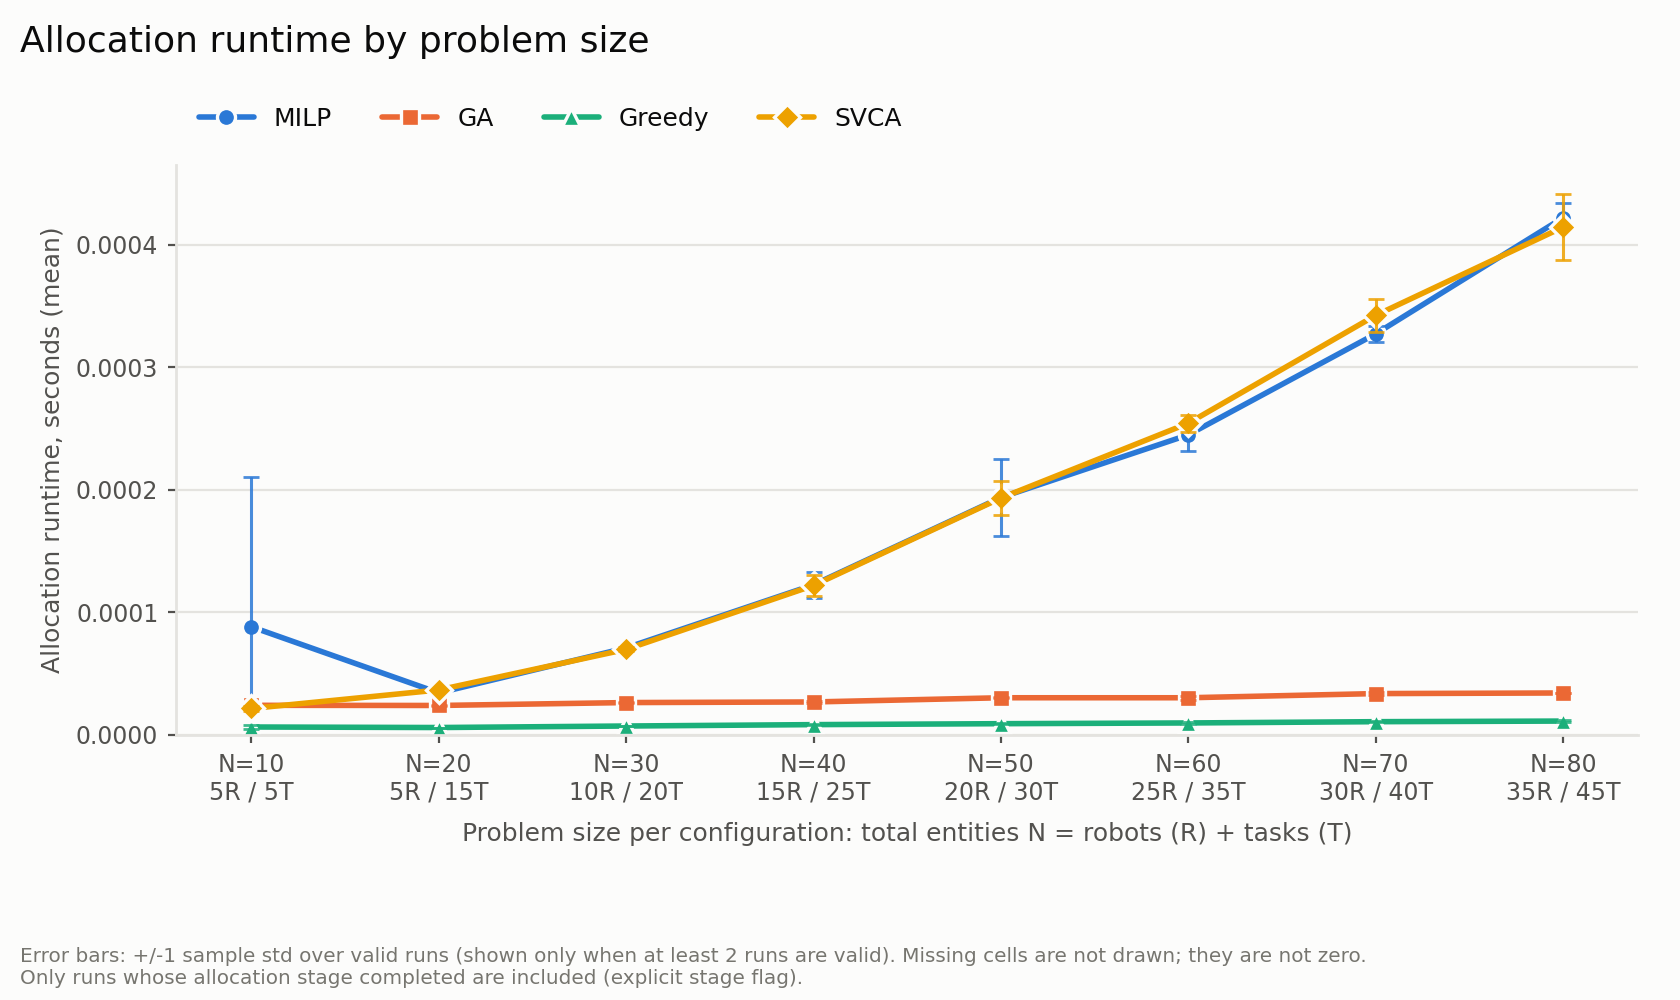 Allocation runtime by problem size
MILP GA Greedy SVCA
Allocation runtime, seconds (mean)
0.0004
0.0003
0.0002
0.0001
0.0000
N=10 N=20 N=30 N=40 N=50 N=60 N=70 N=80
5R / 5T 5R / 15T 10R / 20T 15R / 25T 20R / 30T 25R / 35T 30R / 40T 35R / 45T
Problem size per configuration: total entities N = robots (R) + tasks (T)
Error bars: +/-1 sample std over valid runs (shown only when at least 2 runs are valid). Missing cells are not drawn; they are not zero.
Only runs whose allocation stage completed are included (explicit stage flag).